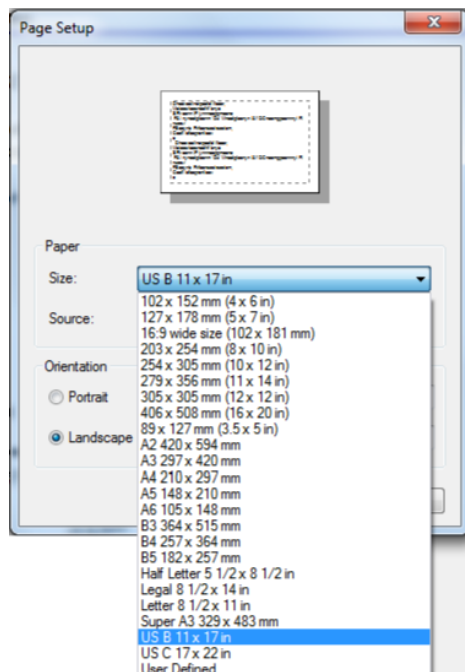 Page Setup
Paper
Size:
US B 11 x 17 in
Source:
Orientation
Portrait
Landscape
102 x 152 mm (4 x 6 in)
127 x 178 mm (5 x 7 in)
16:9 wide size (102 x 181 mm)
203 x 254 mm (8 x 10 in)
254 x 305 mm (10 x 12 in)
279 x 356 mm (11 x 14 in)
305 x 305 mm (12 x 12 in)
406 x 508 mm (16 x 20 in)
89 x 127 mm (3.5 x 5 in)
A2 420 x 594 mm
A3 297 x 420 mm
A4 210 x 297 mm
A5 148 x 210 mm
A6 105 x 148 mm
B3 364 x 515 mm
B4 257 x 364 mm
B5 182 x 257 mm
Half Letter 5 1/2 x 8 1/2 in
Legal 8 1/2 x 14 in
Letter 8 1/2 x 11 in
Super A3 329 x 483 mm
US B 11 x 17 in
US C 17 x 22 in
User Defined